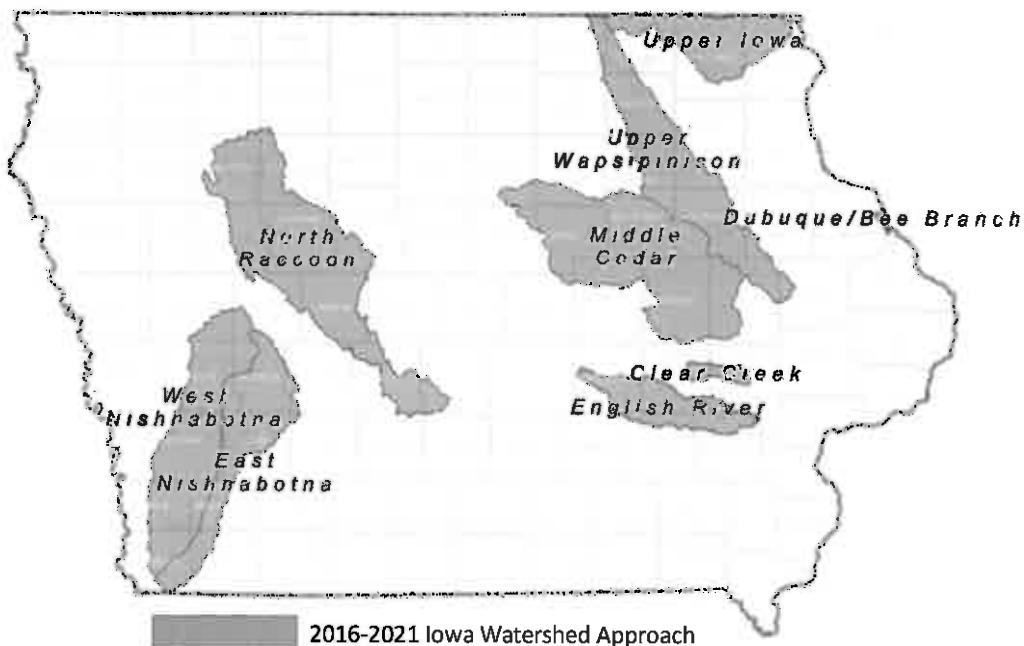 Upper Iowa
Upper
Wapsipinison
Dubuque/Bee Branch
North
Raccoon
Middle
Cedar
Clear Creek
English River
West
Nishnabotna
East
Nishnabotna
2016-2021 Iowa Watershed Approach